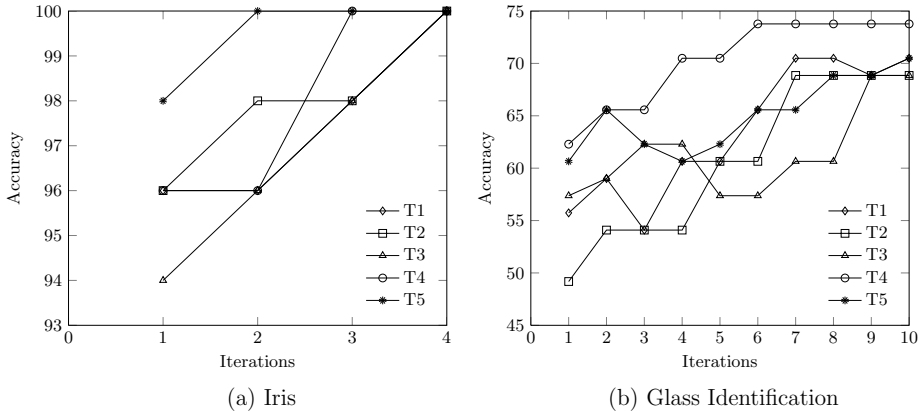 100
99
98
97
96
95
94
93
Accuracy
0 1 2 3 4
Iterations
T1
T2
T3
T4
T5
(a) Iris
75
70
65
60
55
50
45
Accuracy
0 1 2 3 4 5 6 7 8 9 10
Iterations
T1
T2
T3
T4
T5
(b) Glass Identification